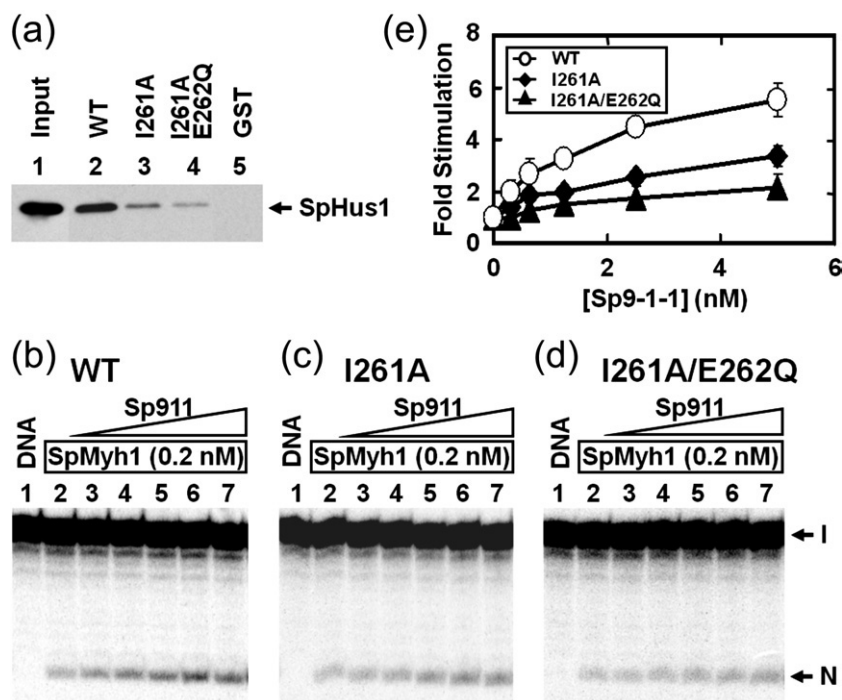 (a)
Input
WT
I261A
I261A
E262Q
GST
1 2 3 4 5
SpHus1
(e)
Fold Stimulation
8
6
4
2
0
WT
I261A
I261A/E262Q
0 2 4 6
[Sp9-1-1] (nM)
(b) WT
Sp911
DNA
SpMyh1 (0.2 nM)
1 2 3 4 5 6 7
(c) I261A
Sp911
DNA
SpMyh1 (0.2 nM)
1 2 3 4 5 6 7
(d) I261A/E262Q
Sp911
DNA
SpMyh1 (0.2 nM)
1 2 3 4 5 6 7
I
N